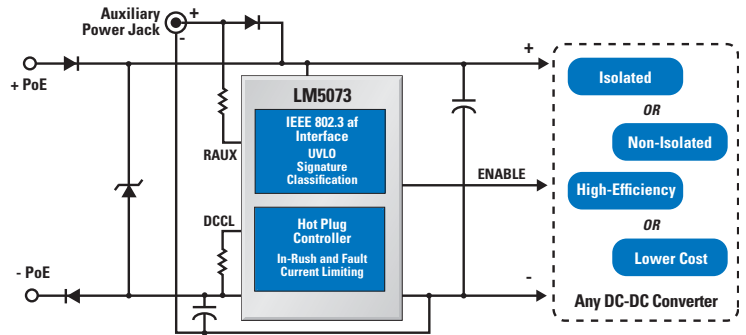 Auxiliary
Power Jack
+
-
+ PoE
- PoE
RAUX
DCCL
LM5073
IEEE 802.3 af
Interface
UVLO
Signature
Classification
Hot Plug
Controller
In-Rush and Fault
Current Limiting
+
ENABLE
-
Isolated
OR
Non-Isolated
High-Efficiency
OR
Lower Cost
Any DC-DC Converter